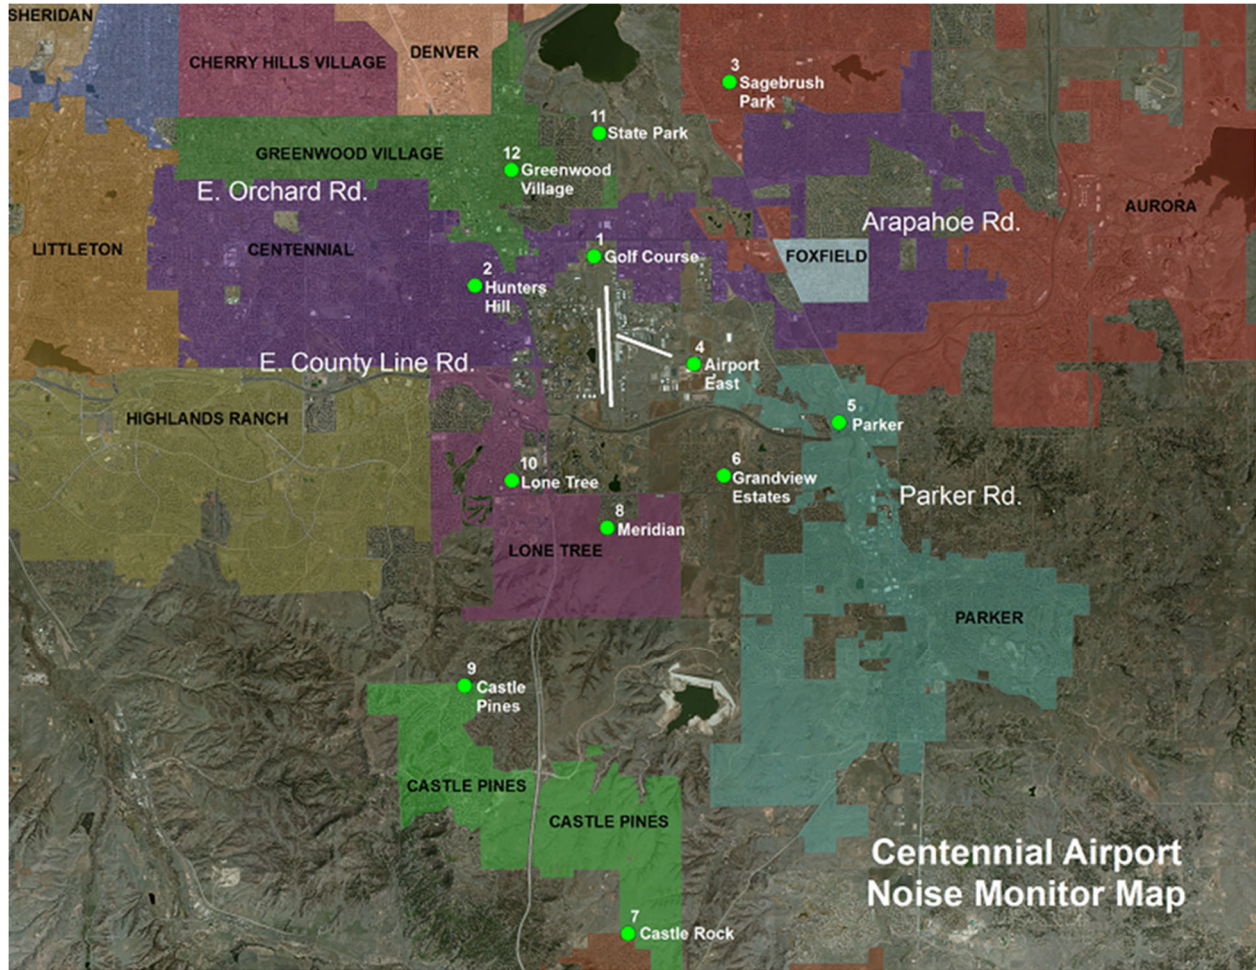 SHERIDAN
CHERRY HILLS VILLAGE
DENVER
3
Sagebrush
Park
11
State Park
12
Greenwood
Village
GREENWOOD VILLAGE
E. Orchard Rd.
AURORA
Arapahoe Rd.
LITTLETON
CENTENNIAL
1
Golf Course
FOXFIELD
2
Hunters
Hill
E. County Line Rd.
4
Airport
East
HIGHLANDS RANCH
5
Parker
10
Lone Tree
6
Grandview
Estates
Parker Rd.
8
Meridian
LONE TREE
PARKER
9
Castle
Pines
CASTLE PINES
CASTLE PINES
Centennial Airport
Noise Monitor Map
7
Castle Rock